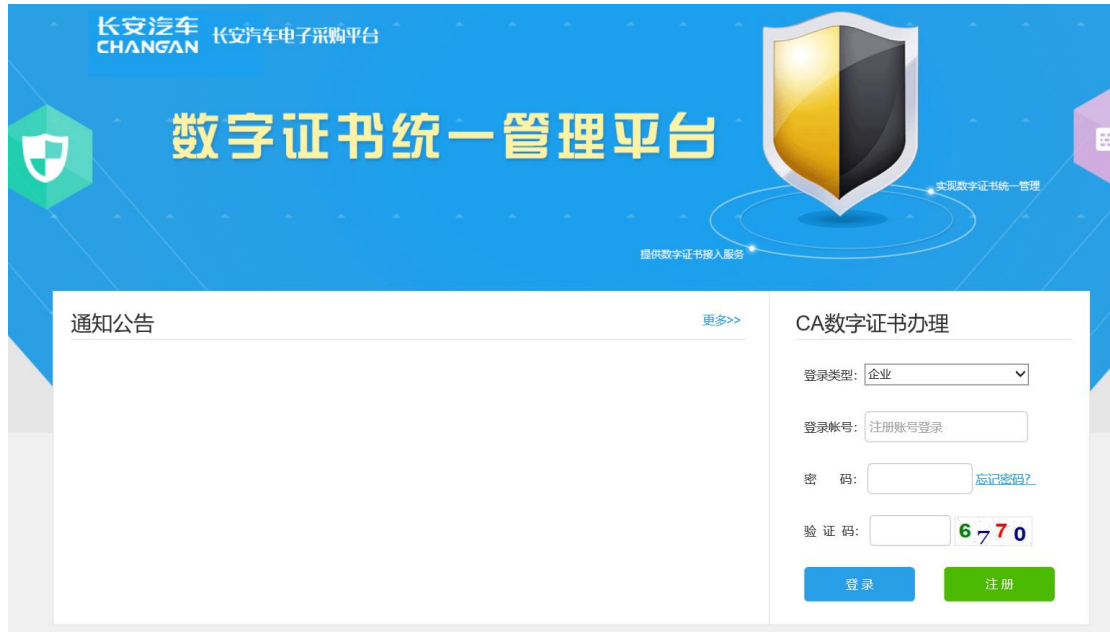 长安汽车
CHANGAN
长安汽车电子采购平台
数字证书统一管理平台
实现数字证书统一管理
提供数字证书接入服务
通知公告 更多>>
CA数字证书办理
登录类型: 企业
登录帐号: 注册账号登录
密 码: 忘记密码?
验 证 码: 6770
登 录 注 册